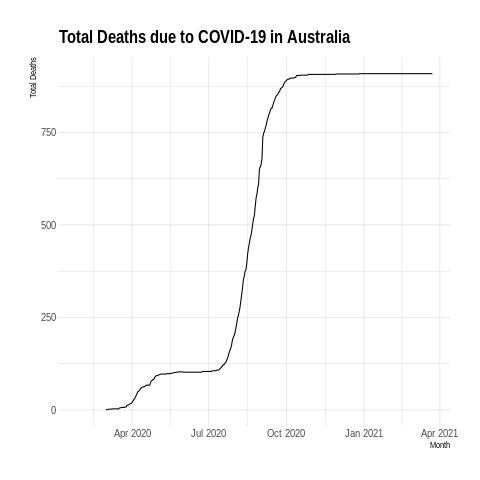 Total Deaths due to COVID-19 in Australia
Total Deaths
750
500
250
0
Apr 2020 Jul 2020 Oct 2020 Jan 2021 Apr 2021
Month